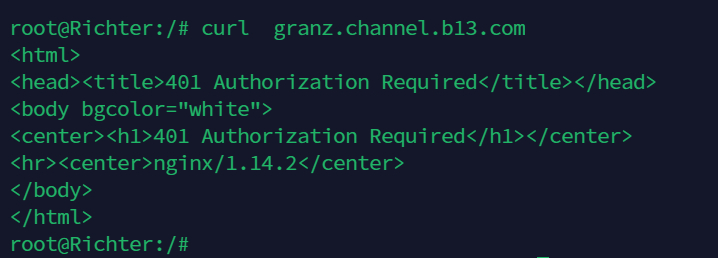 root@Richter:/# curl  granz.channel.b13.com
<html>
<head><title>401 Authorization Required</title></head>
<body bgcolor="white">
<center><h1>401 Authorization Required</h1></center>
<hr><center>nginx/1.14.2</center>
</body>
</html>
root@Richter:/#